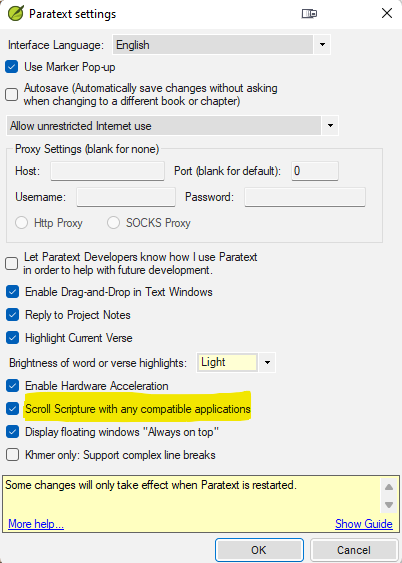 Paratext settings
Interface Language: English
Use Marker Pop-up
Autosave (Automatically save changes without asking
when changing to a different book or chapter)
Allow unrestricted Internet use
Proxy Settings (blank for none)
Host: Port (blank for default): 0
Username: Password:
Http Proxy SOCKS Proxy
Let Paratext Developers know how I use Paratext
in order to help with future development.
Enable Drag-and-Drop in Text Windows
Reply to Project Notes
Highlight Current Verse
Brightness of word or verse highlights: Light
Enable Hardware Acceleration
Scroll Scripture with any compatible applications
Display floating windows "Always on top"
Khmer only: Support complex line breaks
Some changes will only take effect when Paratext is restarted.
More help... Show Guide
OK Cancel